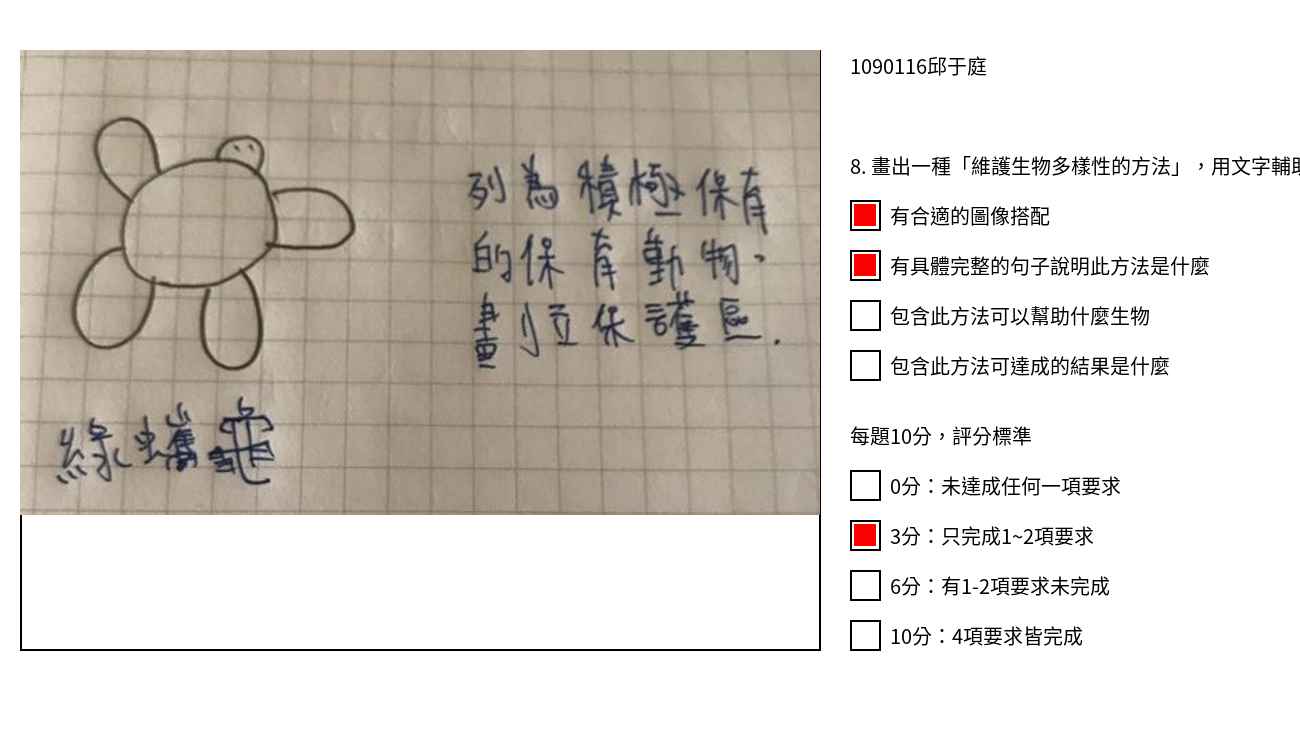 列為積極保育
的保育動物。
畫小位保護區.
綠蠵龜
1090116邱于庭
8. 畫出一種「維護生物多樣性的方法」，用文字輔
有合適的圖像搭配
有具體完整的句子說明此方法是什麼
包含此方法可以幫助什麼生物
包含此方法可達成的結果是什麼
每題10分，評分標準
0分：未達成任何一項要求
3分：只完成1~2項要求
6分：有1-2項要求未完成
10分：4項要求皆完成